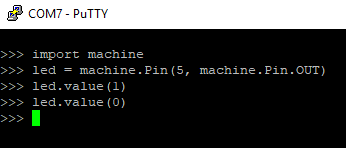 COM7 - PuTTY
>>> import machine
>>> led = machine.Pin(5, machine.Pin.OUT)
>>> led.value(1)
>>> led.value(0)
>>>